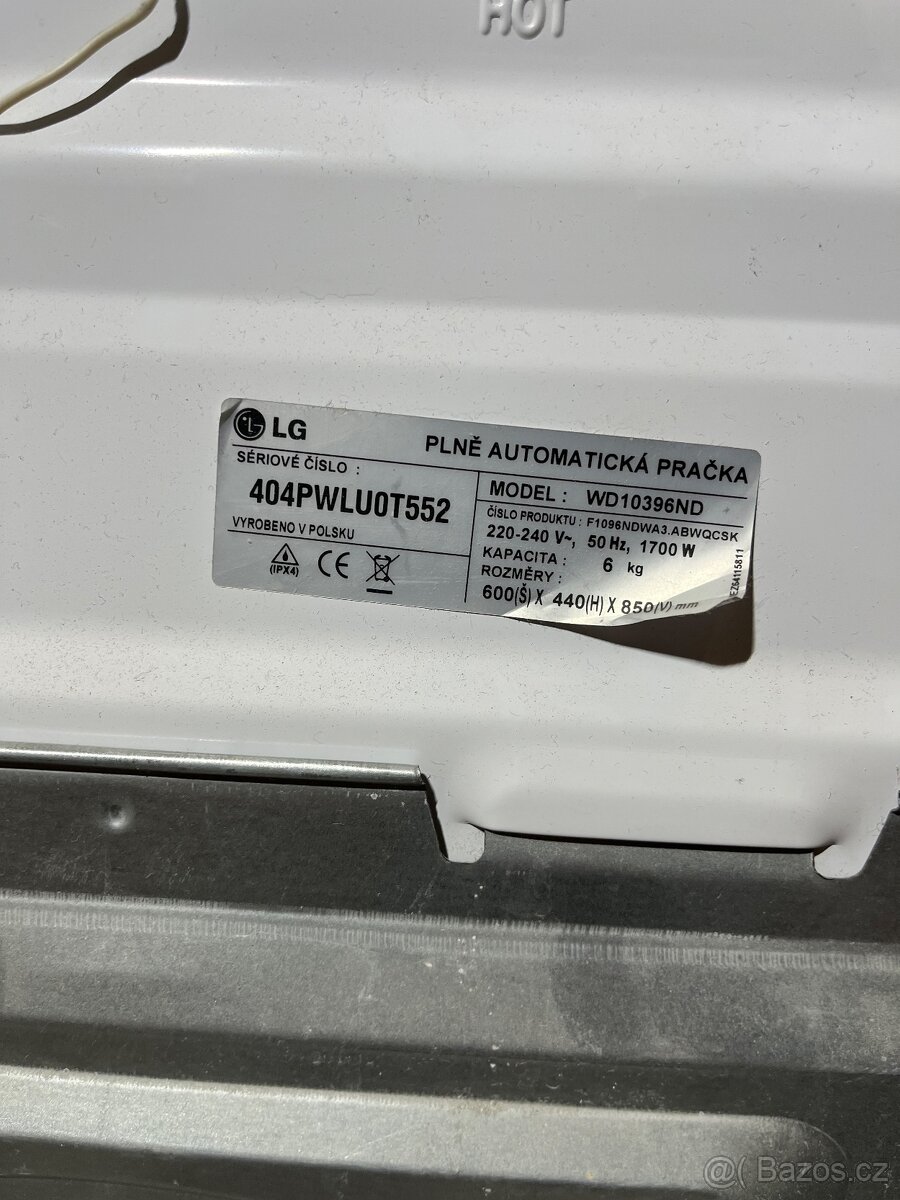 HOT
LG
PLNĚ AUTOMATICKÁ PRAČKA
SÉRIOVÉ ČÍSLO :
404PWLU0T552
VYROBENO V POLSKU
(IPX4) CE
MODEL : WD10396ND
ČÍSLO PRODUKTU : F1096NDWA3.ABWQCSK
220-240 V~, 50 Hz, 1700 W
KAPACITA : 6 kg
ROZMĚRY :
600(Š) X 440(H) X 850(V) mm
EZ64115811
@( Bazos.cz